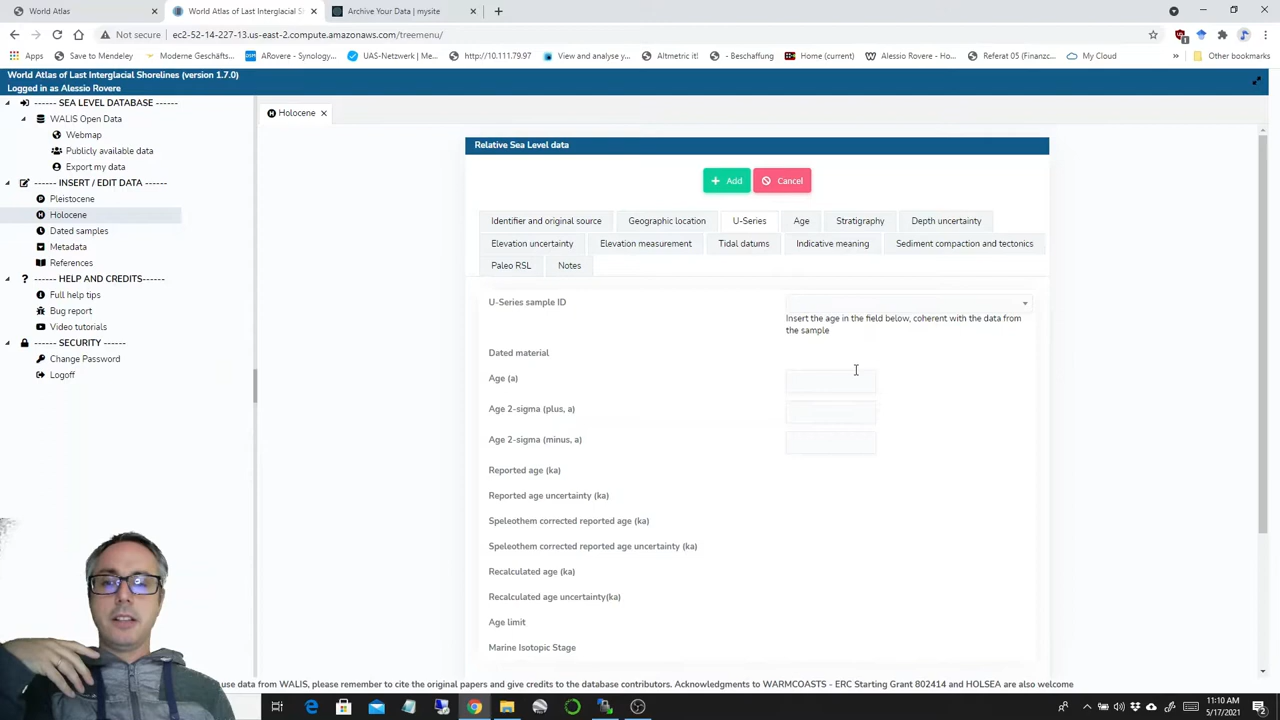 World Atlas
World Atlas of Last Interglacial Sh
Archive Your Data | mysite
Not secure | ec2-52-14-227-13.us-east-2.compute.amazonaws.com/treemenu/
Apps
Save to Mendeley
Moderne Geschäfts...
ARovere - Synology...
UAS-Netzwerk | Me...
http://10.111.79.97
View and analyse y...
Altmetric it!
- Beschaffung
Home (current)
Alessio Rovere - Ho...
Referat 05 (Finanzc...
My Cloud
»
Other bookmarks
World Atlas of Last Interglacial Shorelines (version 1.7.0)
Logged in as Alessio Rovere
------ SEA LEVEL DATABASE ------
WALIS Open Data
Webmap
Publicly available data
Export my data
------ INSERT / EDIT DATA ------
Pleistocene
Holocene
Dated samples
Metadata
References
------ HELP AND CREDITS------
Full help tips
Bug report
Video tutorials
------ SECURITY ------
Change Password
Logoff
Holocene
Relative Sea Level data
+ Add
Cancel
Identifier and original source
Geographic location
U-Series
Age
Stratigraphy
Depth uncertainty
Elevation uncertainty
Elevation measurement
Tidal datums
Indicative meaning
Sediment compaction and tectonics
Paleo RSL
Notes
U-Series sample ID
Insert the age in the field below, coherent with the data from
the sample
Dated material
Age (a)
Age 2-sigma (plus, a)
Age 2-sigma (minus, a)
Reported age (ka)
Reported age uncertainty (ka)
Speleothem corrected reported age (ka)
Speleothem corrected reported age uncertainty (ka)
Recalculated age (ka)
Recalculated age uncertainty(ka)
Age limit
Marine Isotopic Stage
use data from WALIS, please remember to cite the original papers and give credits to the database contributors. Acknowledgments to WARMCOASTS - ERC Starting Grant 802414 and HOLSEA are also welcome
11:10 AM
5/17/2021